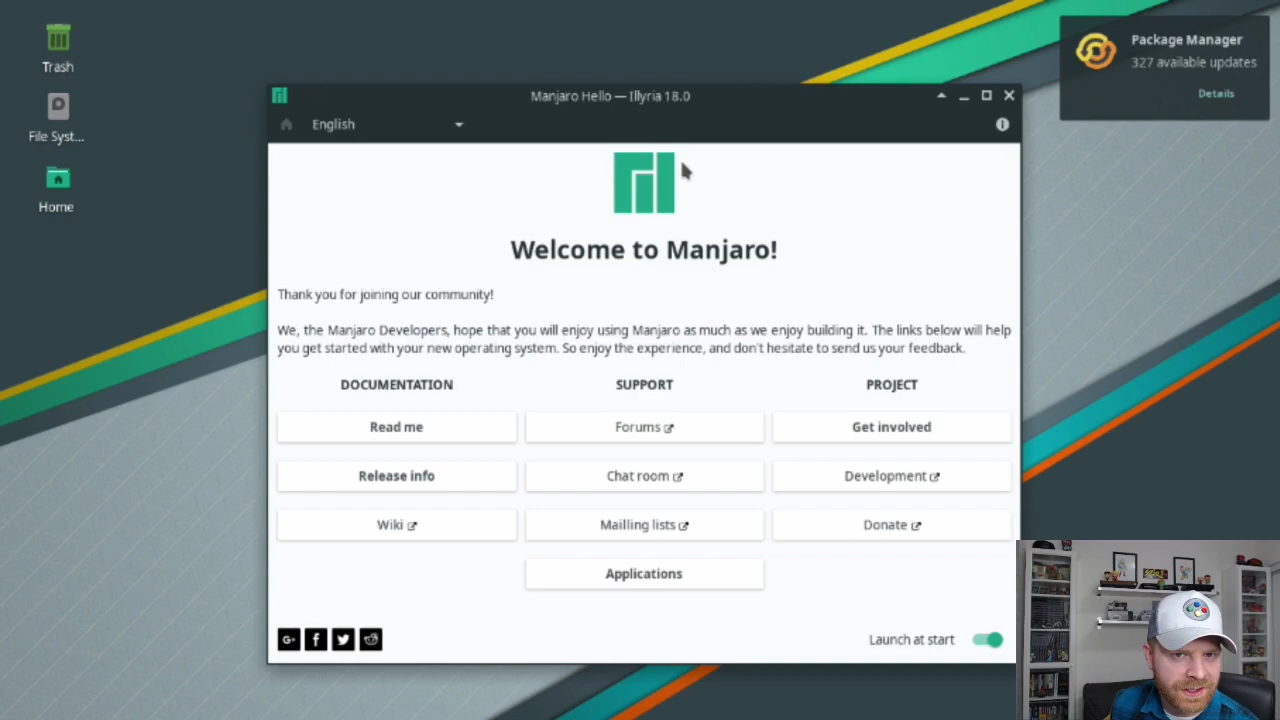 Trash
File Syst...
Home
Package Manager
327 available updates
Details
Manjaro Hello — Illyria 18.0
English
Welcome to Manjaro!
Thank you for joining our community!
We, the Manjaro Developers, hope that you will enjoy using Manjaro as much as we enjoy building it. The links below will help
you get started with your new operating system. So enjoy the experience, and don't hesitate to send us your feedback.
DOCUMENTATION
SUPPORT
PROJECT
Read me
Forums
Get involved
Release info
Chat room
Development
Wiki
Mailling lists
Donate
Applications
G+
Launch at start